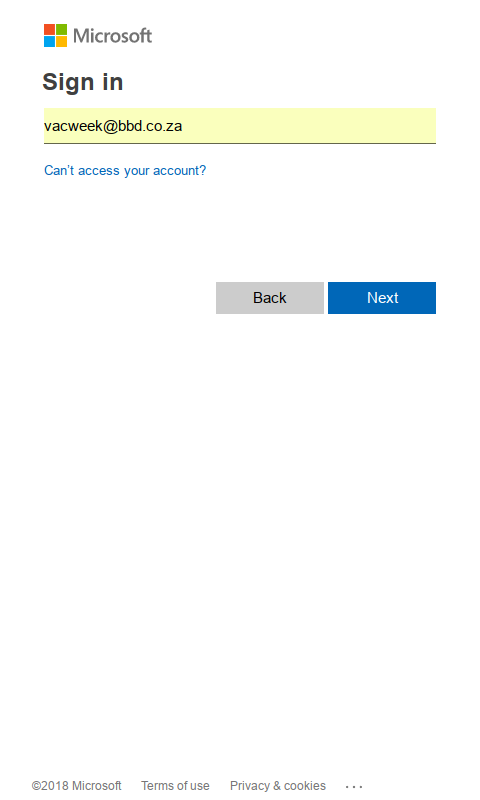 Microsoft
Sign in
vacweek@bbd.co.za
Can't access your account?
Back Next
©2018 Microsoft Terms of use Privacy & cookies ...